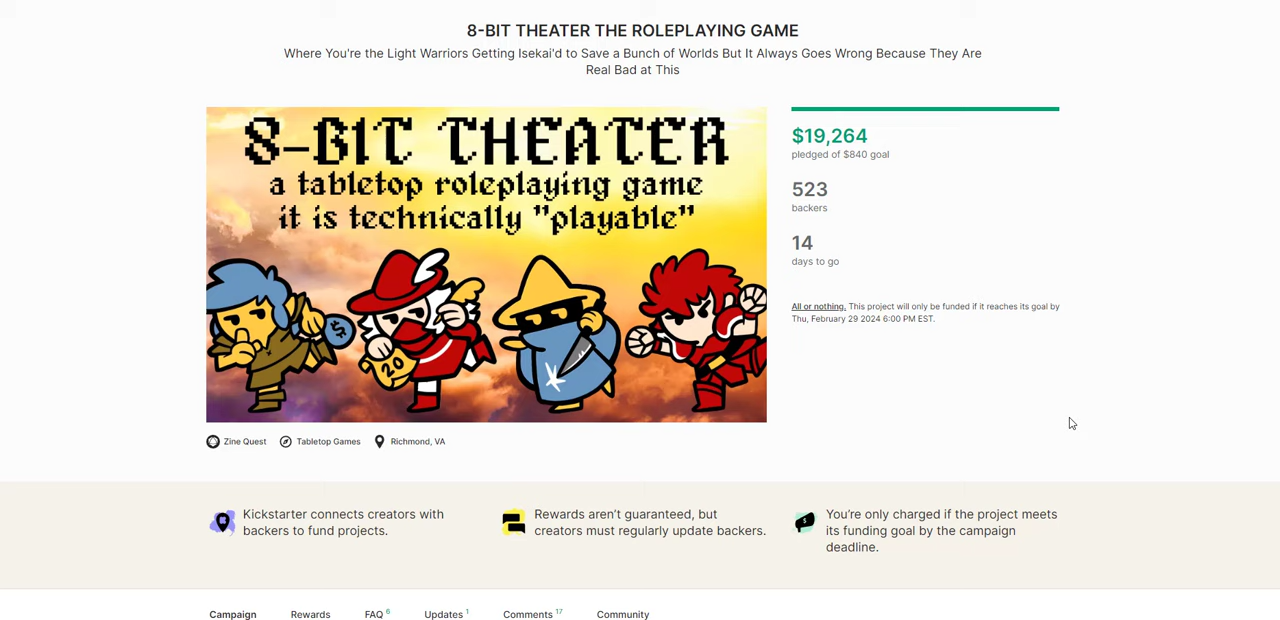 8-BIT THEATER THE ROLEPLAYING GAME
Where You're the Light Warriors Getting Isekai'd to Save a Bunch of Worlds But It Always Goes Wrong Because They Are
Real Bad at This
8-BIT THEATER
a tabletop roleplaying game
it is technically "playable"
$
20
$19,264
pledged of $840 goal
523
backers
14
days to go
All or nothing. This project will only be funded if it reaches its goal by
Thu, February 29 2024 6:00 PM EST.
Zine Quest
Tabletop Games
Richmond, VA
Kickstarter connects creators with
backers to fund projects.
Rewards aren't guaranteed, but
creators must regularly update backers.
You're only charged if the project meets
its funding goal by the campaign
deadline.
Campaign Rewards FAQ 6 Updates 1 Comments 17 Community